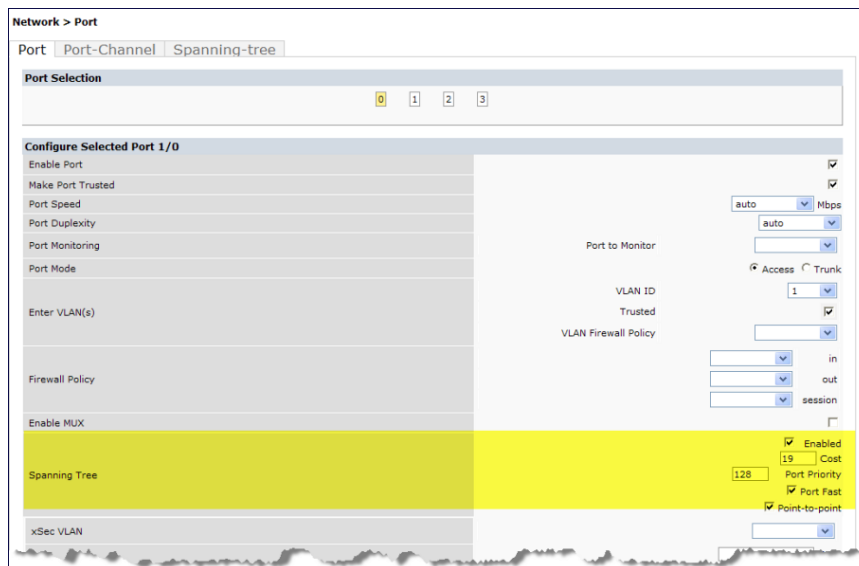 Network > Port
Port Port-Channel Spanning-tree
Port Selection
0 1 2 3
Configure Selected Port 1/0
Enable Port
Make Port Trusted
Port Speed auto Mbps
Port Duplexity auto
Port Monitoring Port to Monitor
Port Mode Access Trunk
Enter VLAN(s)
VLAN ID 1
Trusted
VLAN Firewall Policy
Firewall Policy
in
out
session
Enable MUX
Spanning Tree
Enabled
19 Cost
128 Port Priority
Port Fast
Point-to-point
xSec VLAN